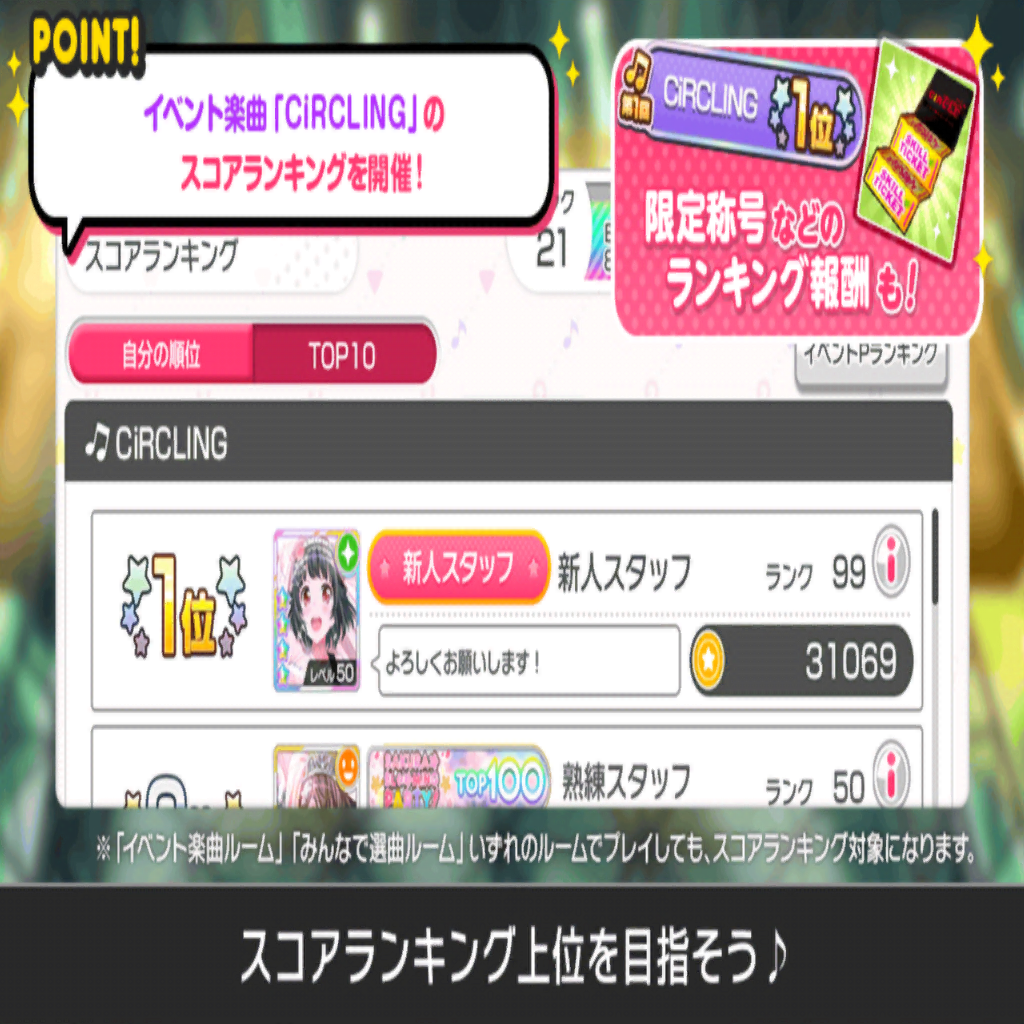 POINT!
イベント楽曲「CiRCLING」の
スコアランキングを開催!
第1回 CiRCLING 1位
SKILL TICKET
SKILL TICKET
限定称号などの
ランキング報酬も!
スコアランキング
21
自分の順位 TOP10
イベントPランキング
CiRCLING
1位
新人スタッフ 新人スタッフ ランク 99
レベル50
よろしくお願いします!
31069
TOP100 熟練スタッフ ランク 50
※「イベント楽曲ルーム」「みんなで選曲ルーム」いずれのルームでプレイしても、スコアランキング対象になります。
スコアランキング上位を目指そう♪